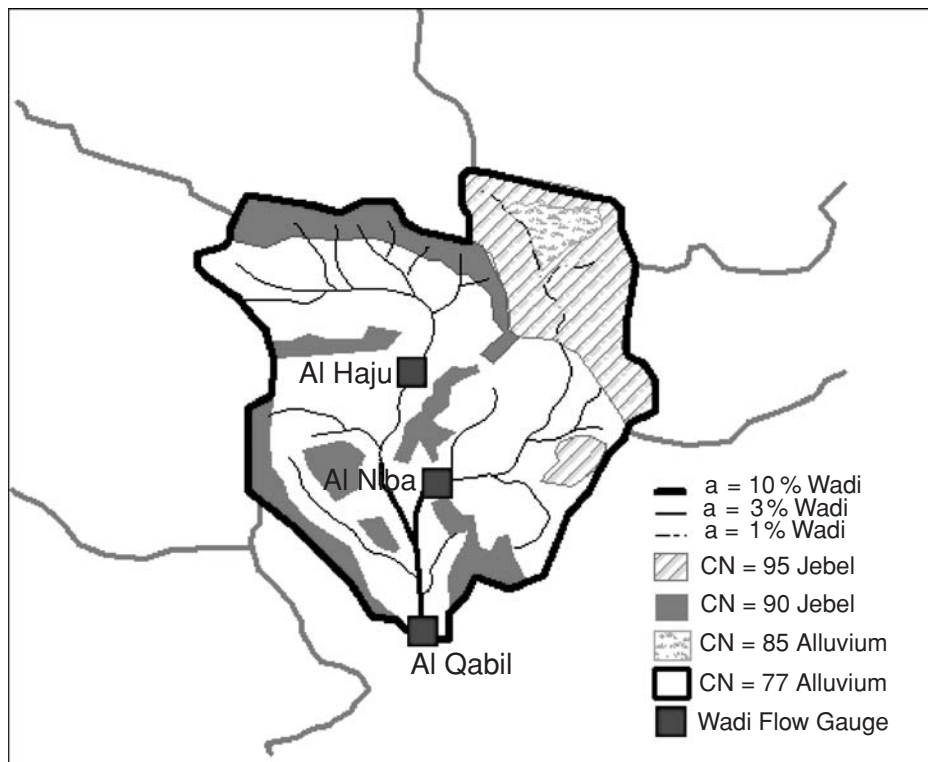 Al Haju
Al Niba
Al Qabil
a = 10 % Wadi
a = 3 % Wadi
a = 1 % Wadi
CN = 95 Jebel
CN = 90 Jebel
CN = 85 Alluvium
CN = 77 Alluvium
Wadi Flow Gauge